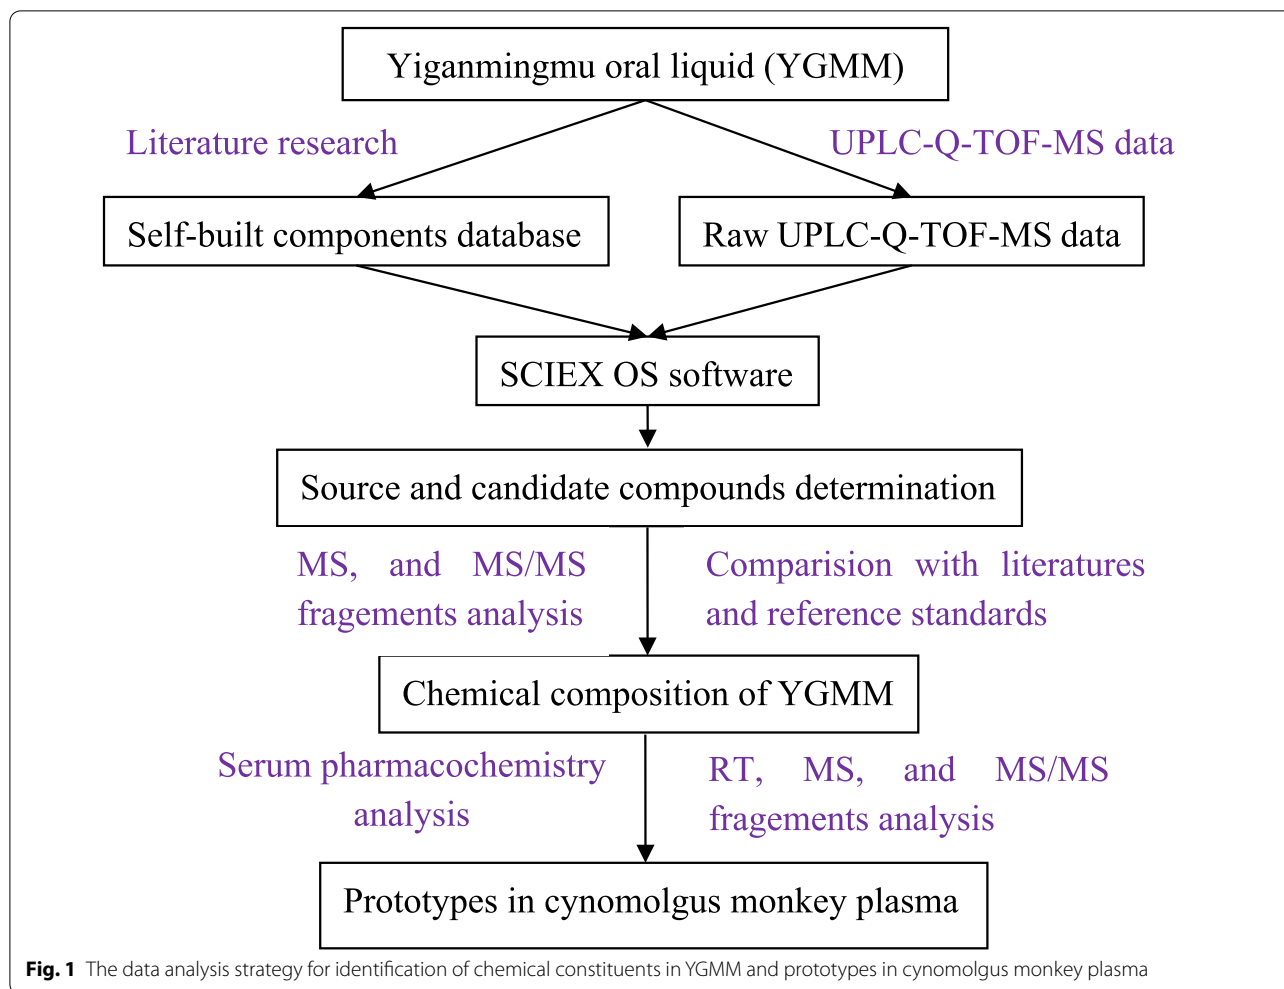 Yiganmingmu oral liquid (YGMM)
Literature research
UPLC-Q-TOF-MS data
Self-built components database
Raw UPLC-Q-TOF-MS data
SCIEX OS software
Source and candidate compounds determination
MS, and MS/MS
fragements analysis
Comparision with literatures
and reference standards
Chemical composition of YGMM
Serum pharmacochemistry
analysis
RT, MS, and MS/MS
fragements analysis
Prototypes in cynomolgus monkey plasma
Fig. 1 The data analysis strategy for identification of chemical constituents in YGMM and prototypes in cynomolgus monkey plasma